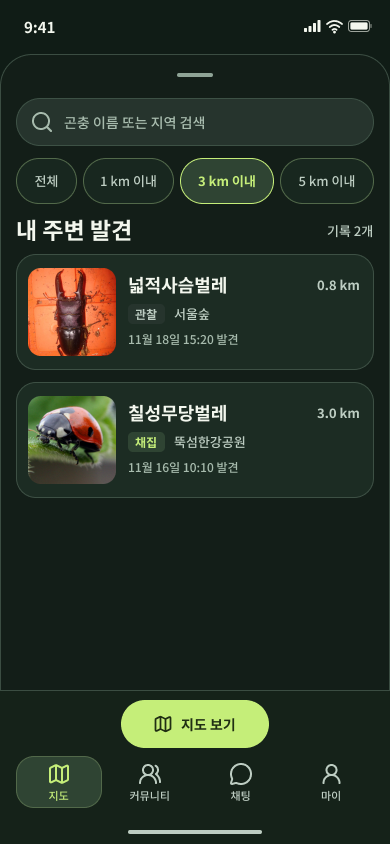 9:41
곤충 이름 또는 지역 검색
전체 1 km 이내 3 km 이내 5 km 이내
내 주변 발견 기록 2개
넓적사슴벌레 0.8 km
관찰 서울숲
11월 18일 15:20 발견
칠성무당벌레 3.0 km
채집 뚝섬한강공원
11월 16일 10:10 발견
지도 보기
지도 커뮤니티 채팅 마이